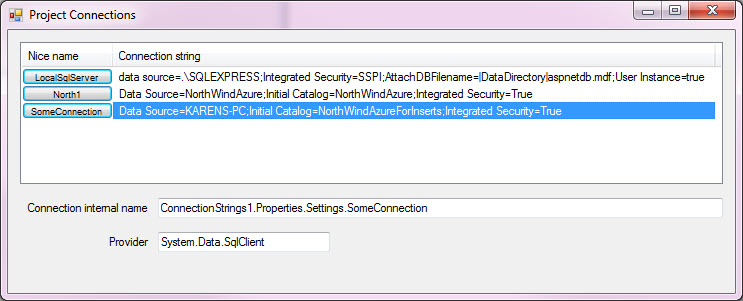 Project Connections
Nice name Connection string
LocalSqlServer data source=.\SQLEXPRESS;Integrated Security=SSPI;AttachDBFilename=|DataDirectory|aspnetdb.mdf;User Instance=true
North1 Data Source=NorthWindAzure;Initial Catalog=NorthWindAzure;Integrated Security=True
SomeConnection Data Source=KARENS-PC;Initial Catalog=NorthWindAzureForInserts;Integrated Security=True
Connection internal name ConnectionStrings1.Properties.Settings.SomeConnection
Provider System.Data.SqlClient